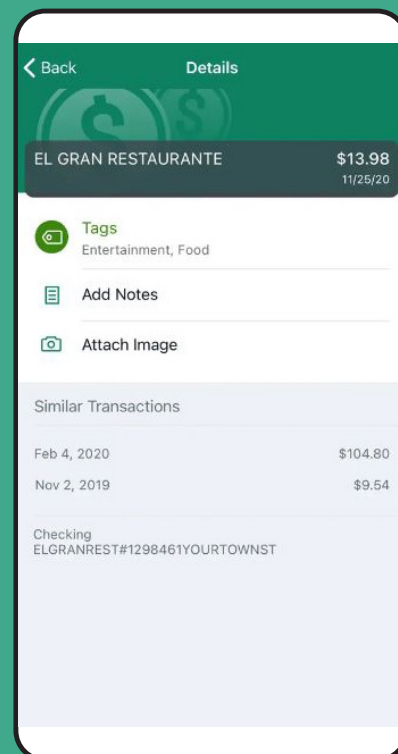 Back Details
EL GRAN RESTAURANTE $13.98
11/25/20
Tags
Entertainment, Food
Add Notes
Attach Image
Similar Transactions
Feb 4, 2020 $104.80
Nov 2, 2019 $9.54
Checking
ELGRANREST#1298461YOURTOWNST